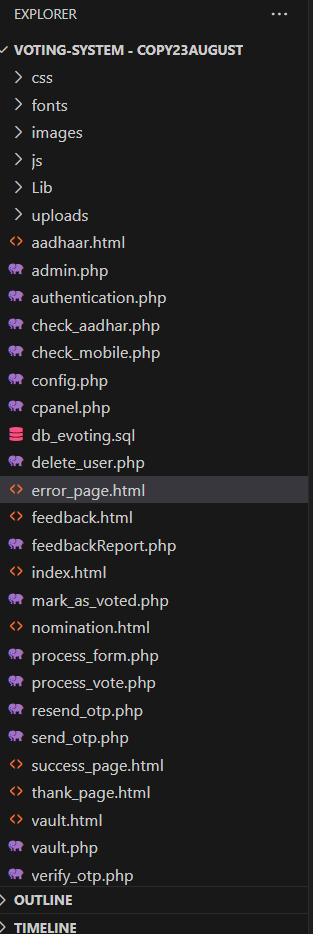 EXPLORER
VOTING-SYSTEM - COPY23AUGUST
css
fonts
images
js
Lib
uploads
aadhaar.html
admin.php
authentication.php
check_aadhar.php
check_mobile.php
config.php
cpanel.php
db_evoting.sql
delete_user.php
error_page.html
feedback.html
feedbackReport.php
index.html
mark_as_voted.php
nomination.html
process_form.php
process_vote.php
resend_otp.php
send_otp.php
success_page.html
thank_page.html
vault.html
vault.php
verify_otp.php
OUTLINE
TIMELINE